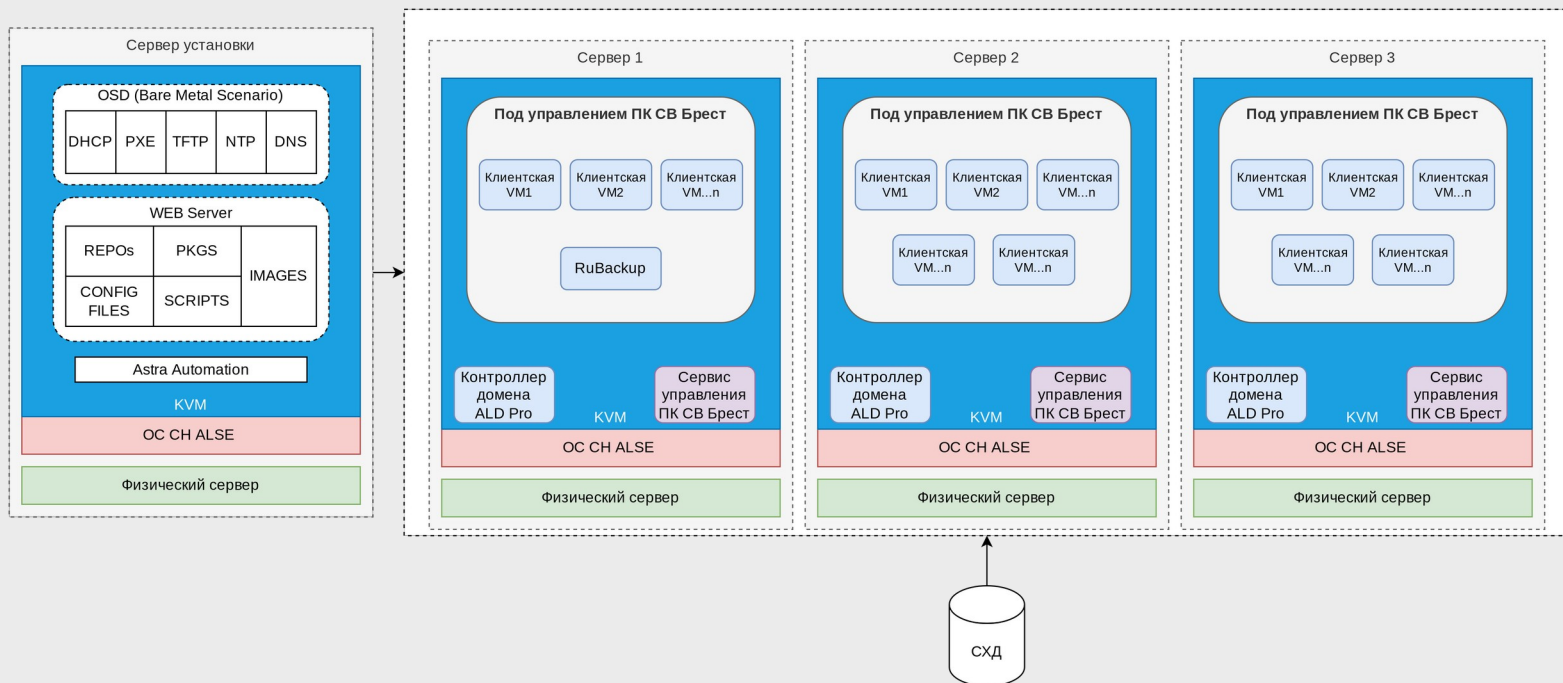 Сервер установки
OSD (Bare Metal Scenario)
DHCP
PXE
TFTP
NTP
DNS
WEB Server
REPOs
PKGS
IMAGES
CONFIG
FILES
SCRIPTS
Astra Automation
KVM
ОС СН ALSE
Физический сервер
Сервер 1
Под управлением ПК СВ Брест
Клиентская
VM1
Клиентская
VM2
Клиентская
VM...n
RuBackup
Контроллер
домена
ALD Pro
KVM
Сервис
управления
ПК СВ Брест
ОС СН ALSE
Физический сервер
Сервер 2
Под управлением ПК СВ Брест
Клиентская
VM1
Клиентская
VM2
Клиентская
VM...n
Клиентская
VM...n
Клиентская
VM...n
Контроллер
домена
ALD Pro
KVM
Сервис
управления
ПК СВ Брест
ОС СН ALSE
Физический сервер
Сервер 3
Под управлением ПК СВ Брест
Клиентская
VM1
Клиентская
VM2
Клиентская
VM...n
Клиентская
VM...n
Клиентская
VM...n
Контроллер
домена
ALD Pro
KVM
Сервис
управления
ПК СВ Брест
ОС СН ALSE
Физический сервер
СХД